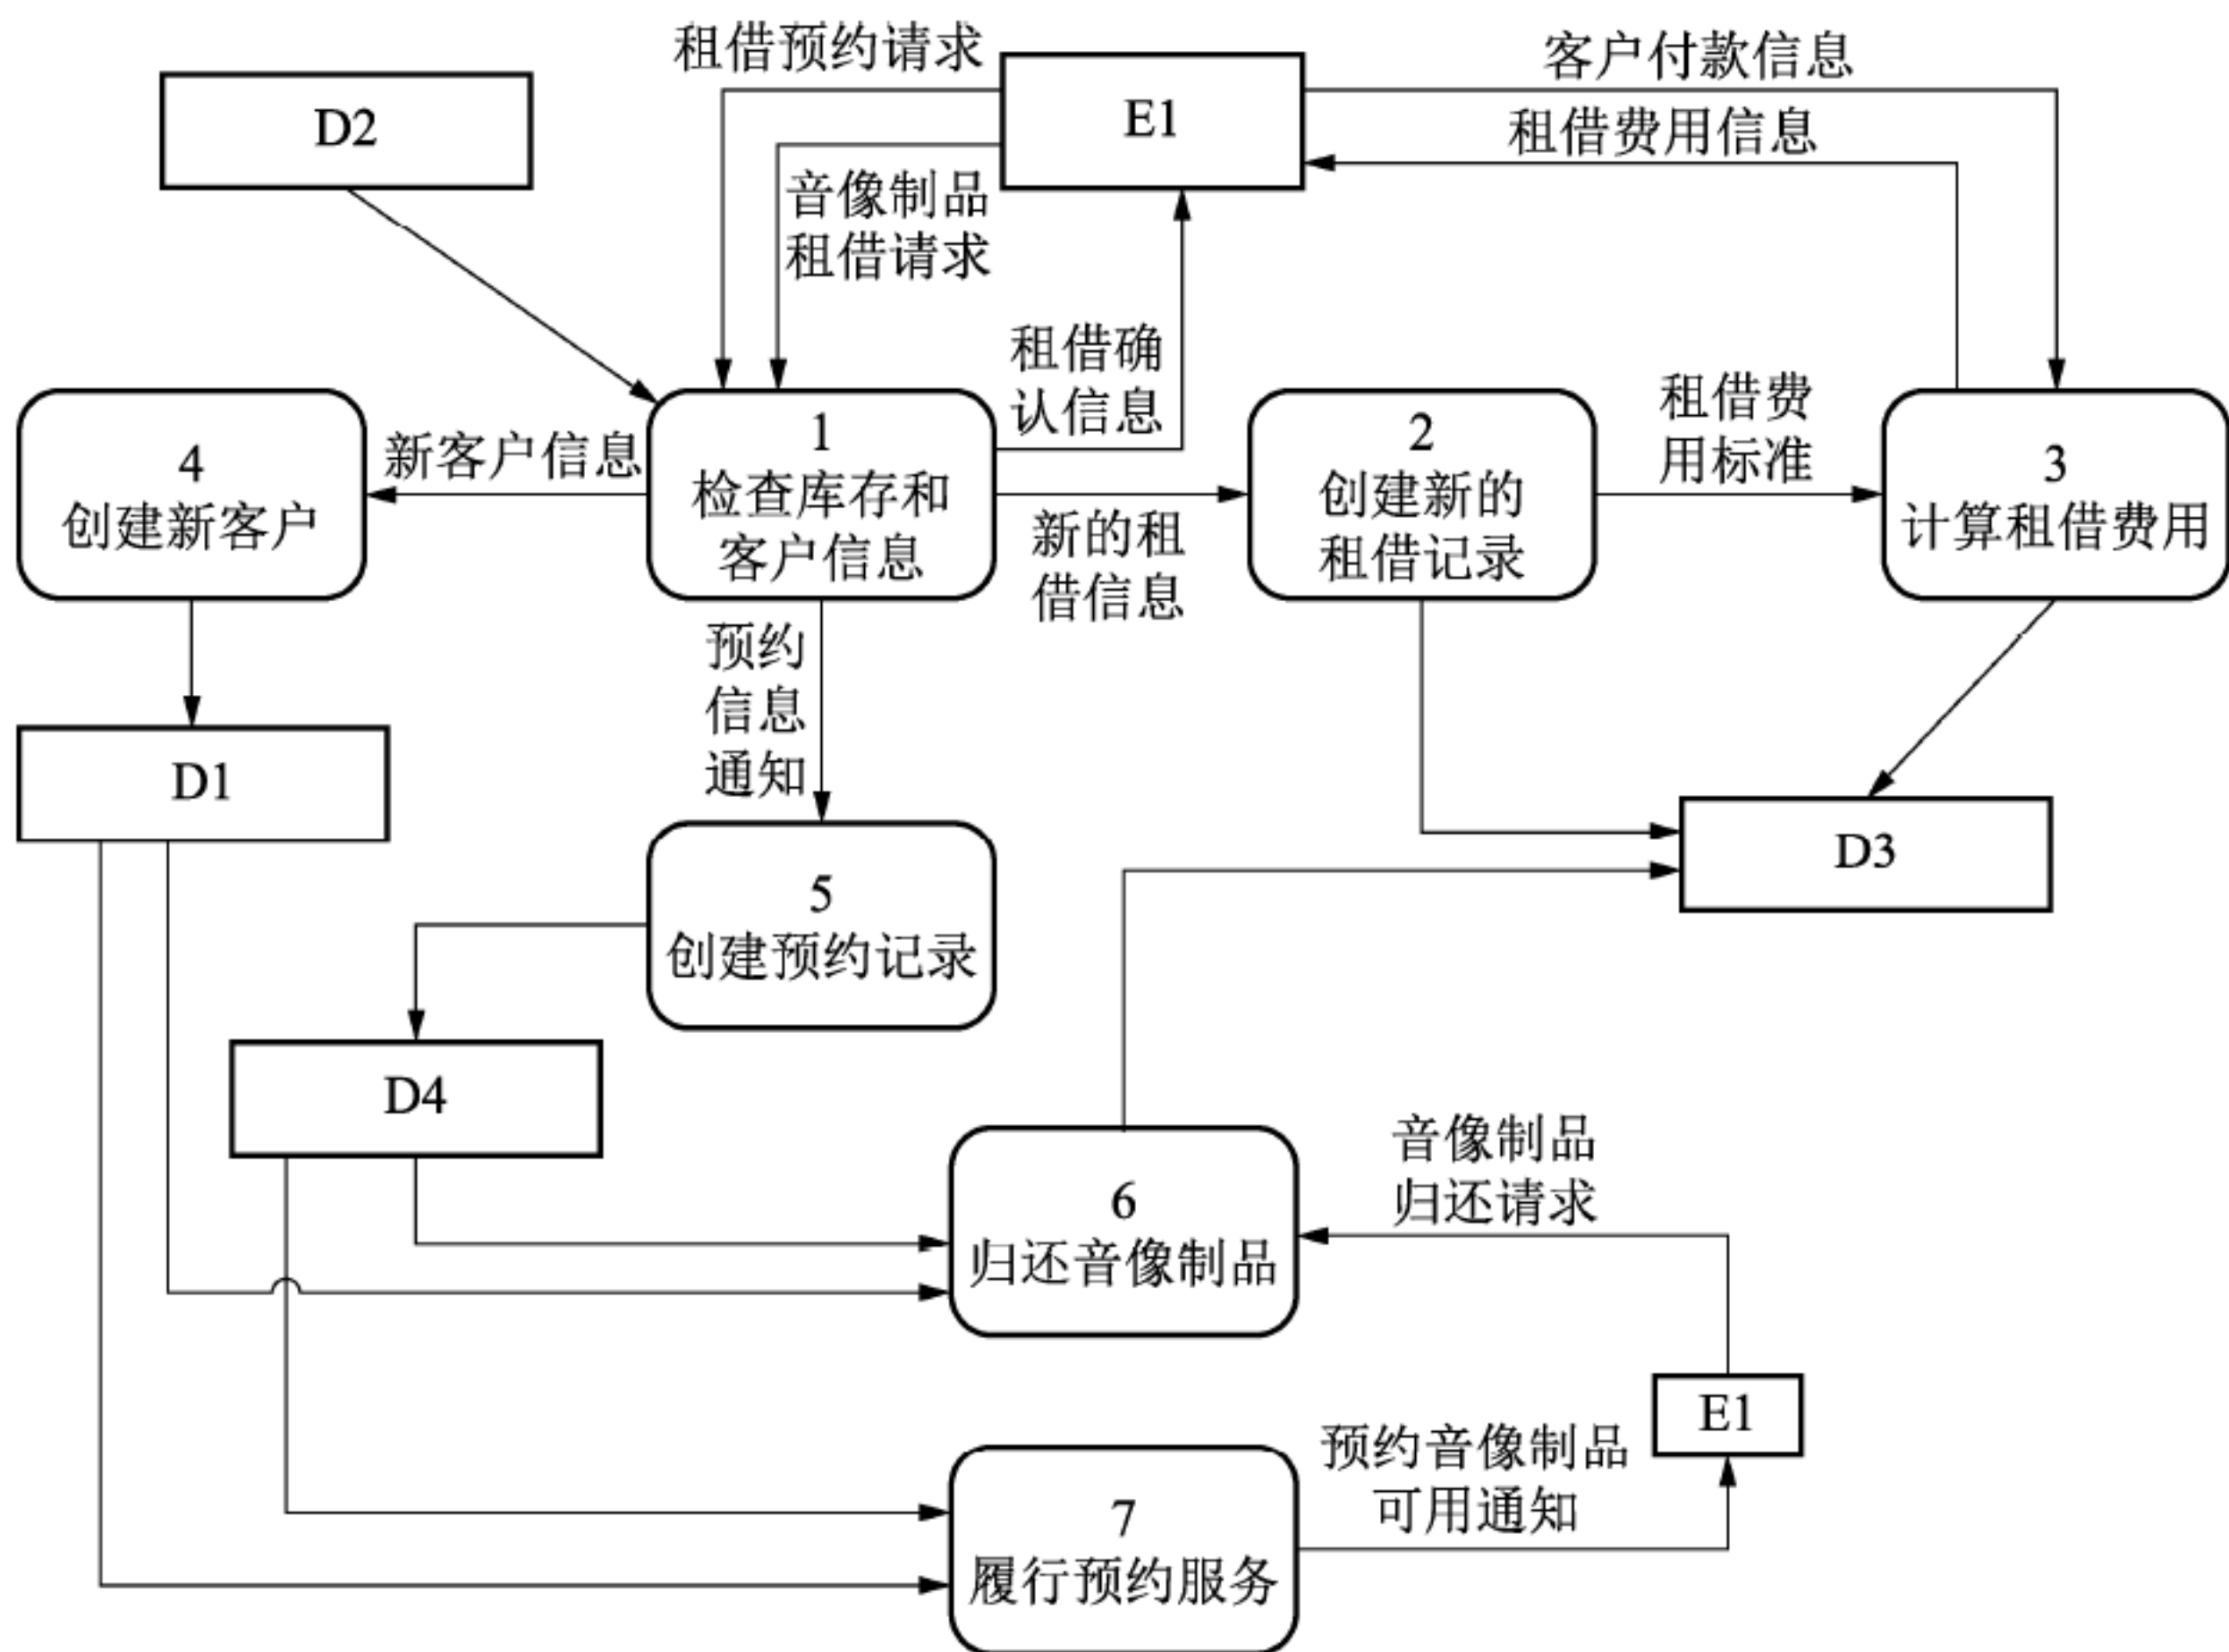 租借预约请求
客户付款信息
D2
E1
租借费用信息
音像制品
租借请求
租借确
认信息
租借费
用标准
4
创建新客户
新客户信息
1
检查库存和
客户信息
新的租
借信息
2
创建新的
租借记录
3
计算租借费用
预约
信息
通知
D1
D3
5
创建预约记录
D4
音像制品
归还请求
6
归还音像制品
E1
预约音像制品
可用通知
7
履行预约服务